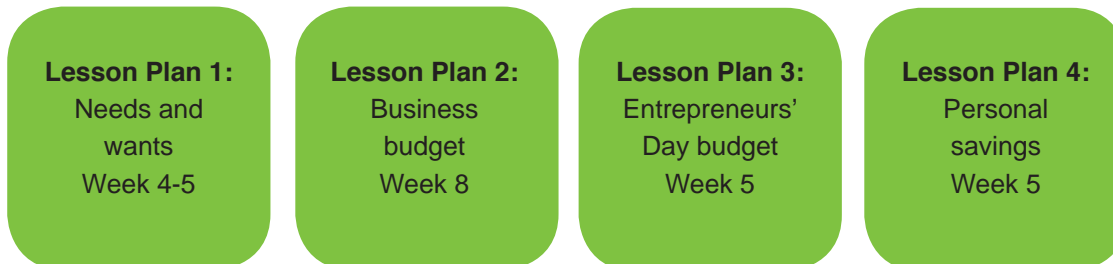 Lesson Plan 1:
Needs and
wants
Week 4-5
Lesson Plan 2:
Business
budget
Week 8
Lesson Plan 3:
Entrepreneurs’
Day budget
Week 5
Lesson Plan 4:
Personal
savings
Week 5